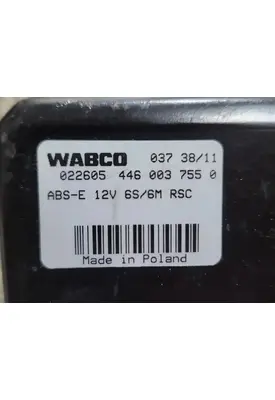 WABCO 037 38/11
022605 446 003 755 0
ABS-E 12V 6S/6M RSC
Made in Poland